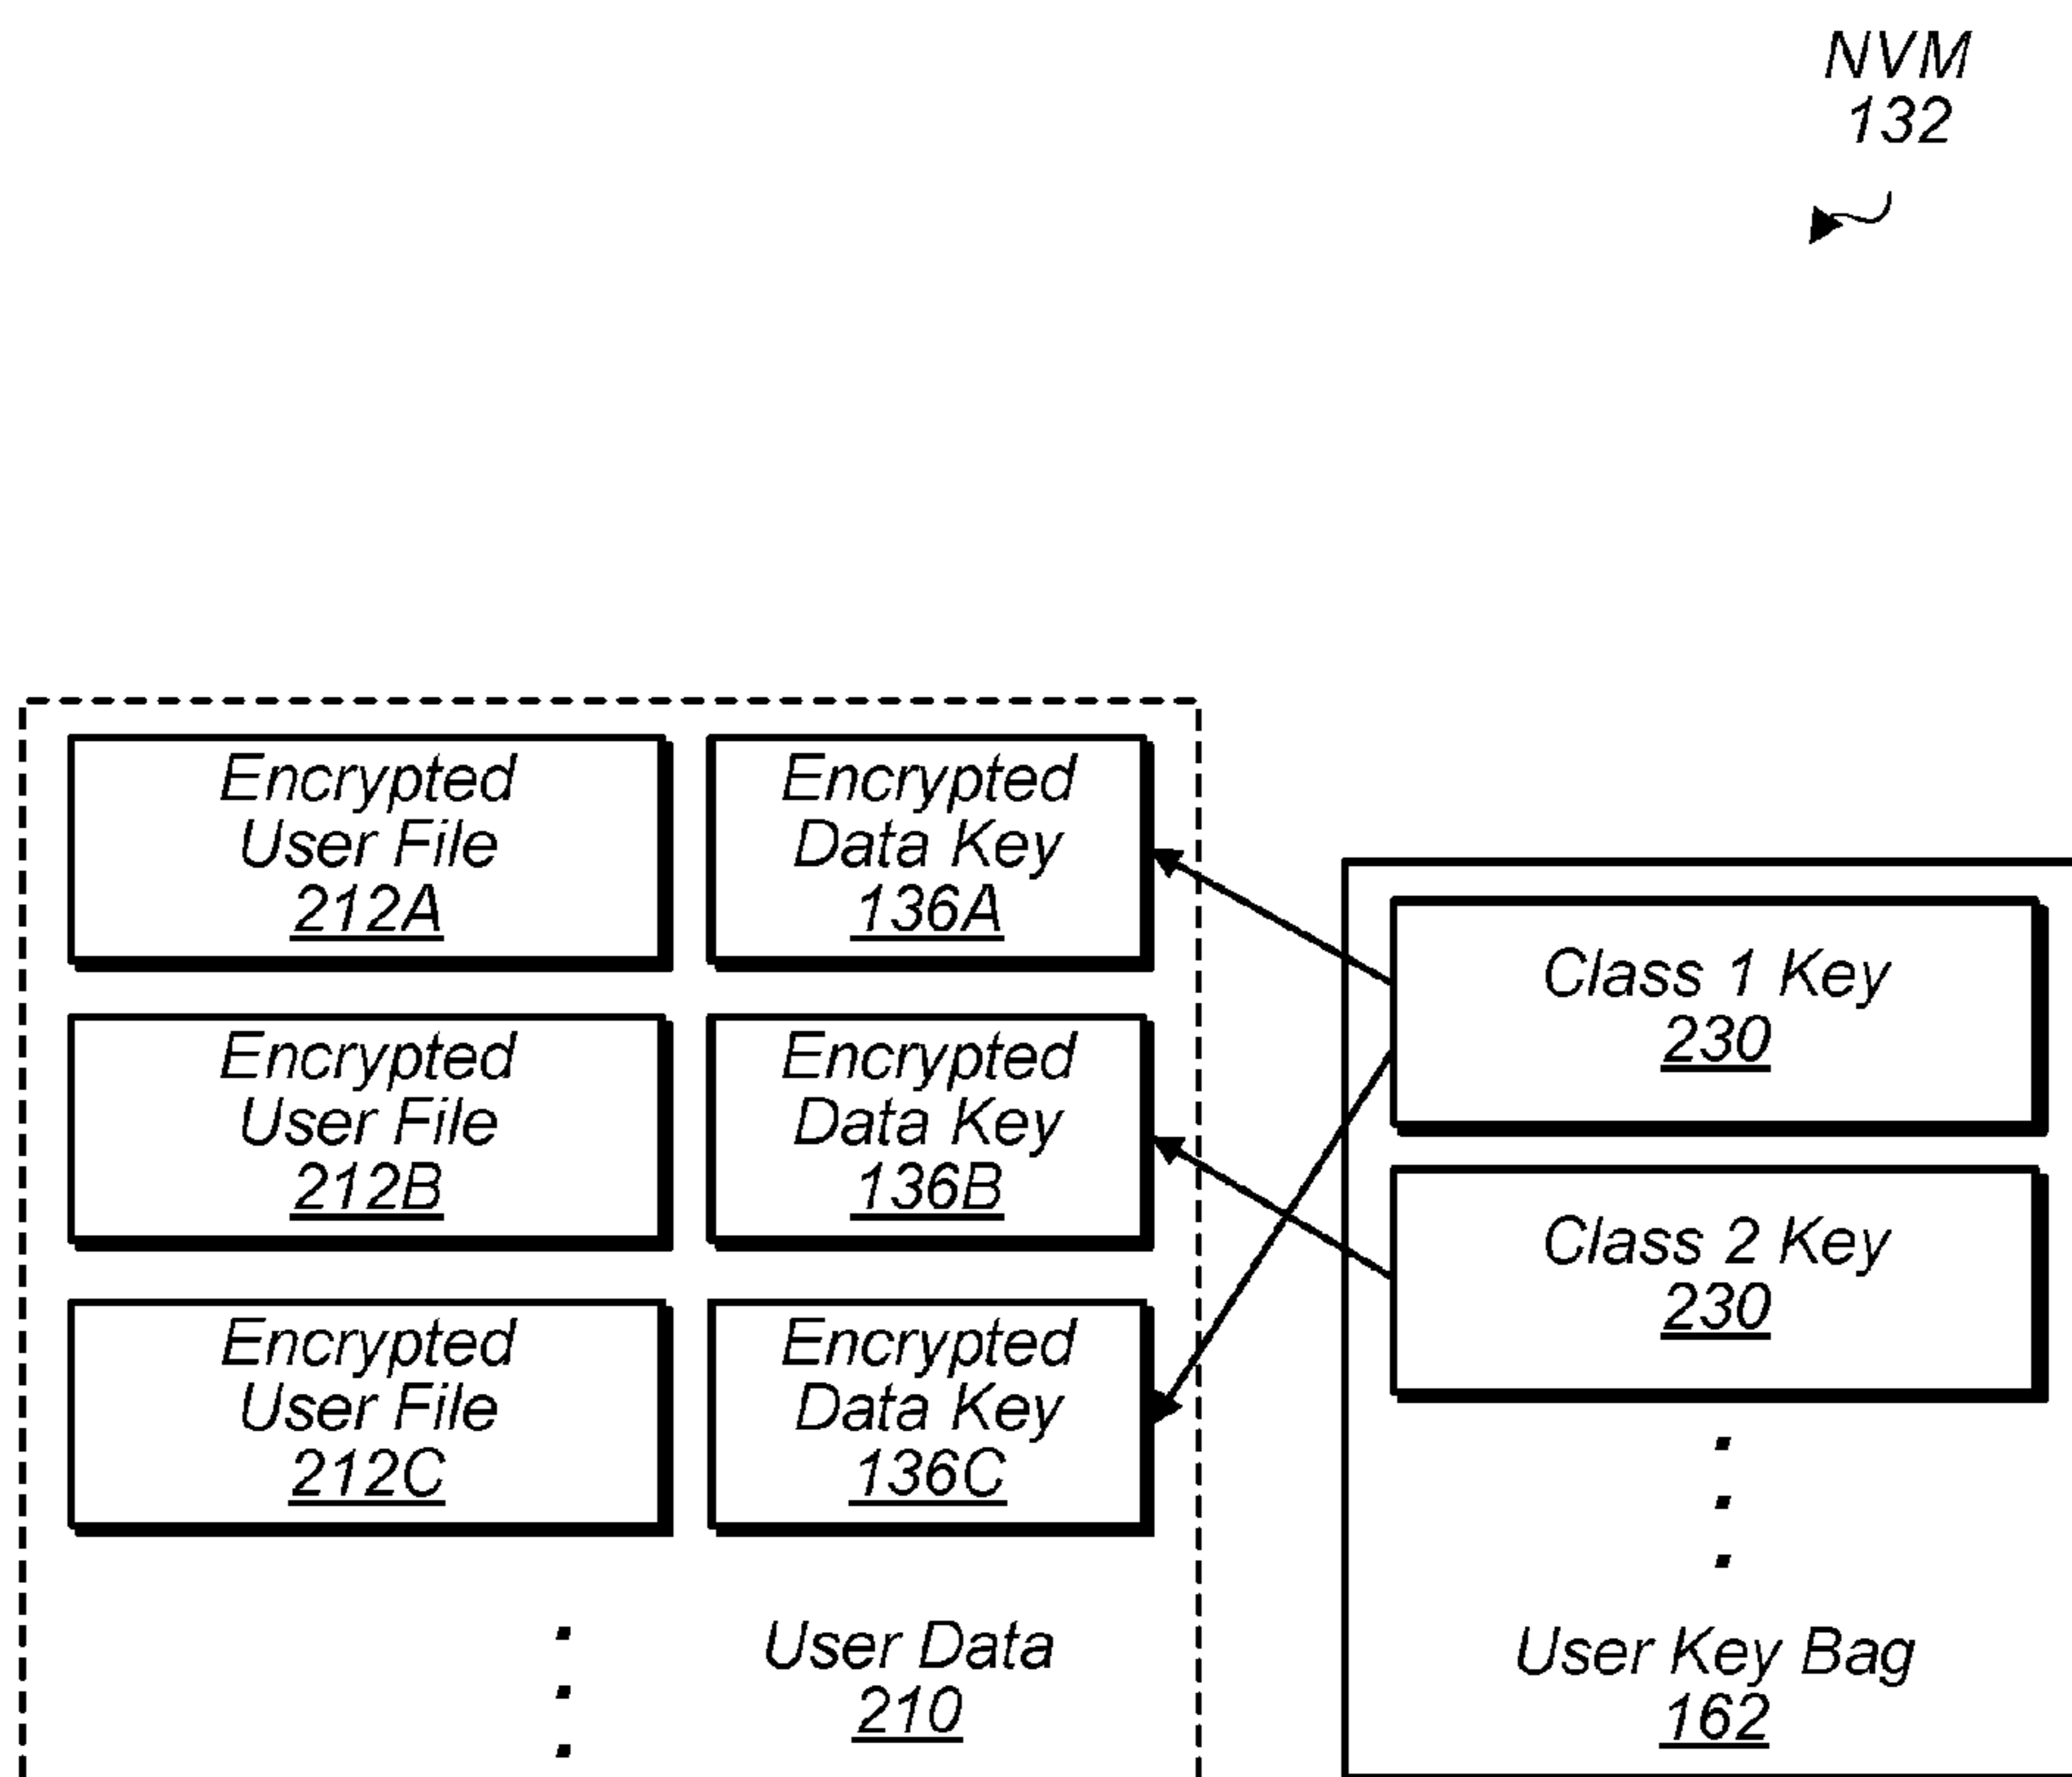 NVM
132
Encrypted
User File
212A
Encrypted
Data Key
136A
Encrypted
User File
212B
Encrypted
Data Key
136B
Encrypted
User File
212C
Encrypted
Data Key
136C
User Data
210
Class 1 Key
230
Class 2 Key
230
User Key Bag
162